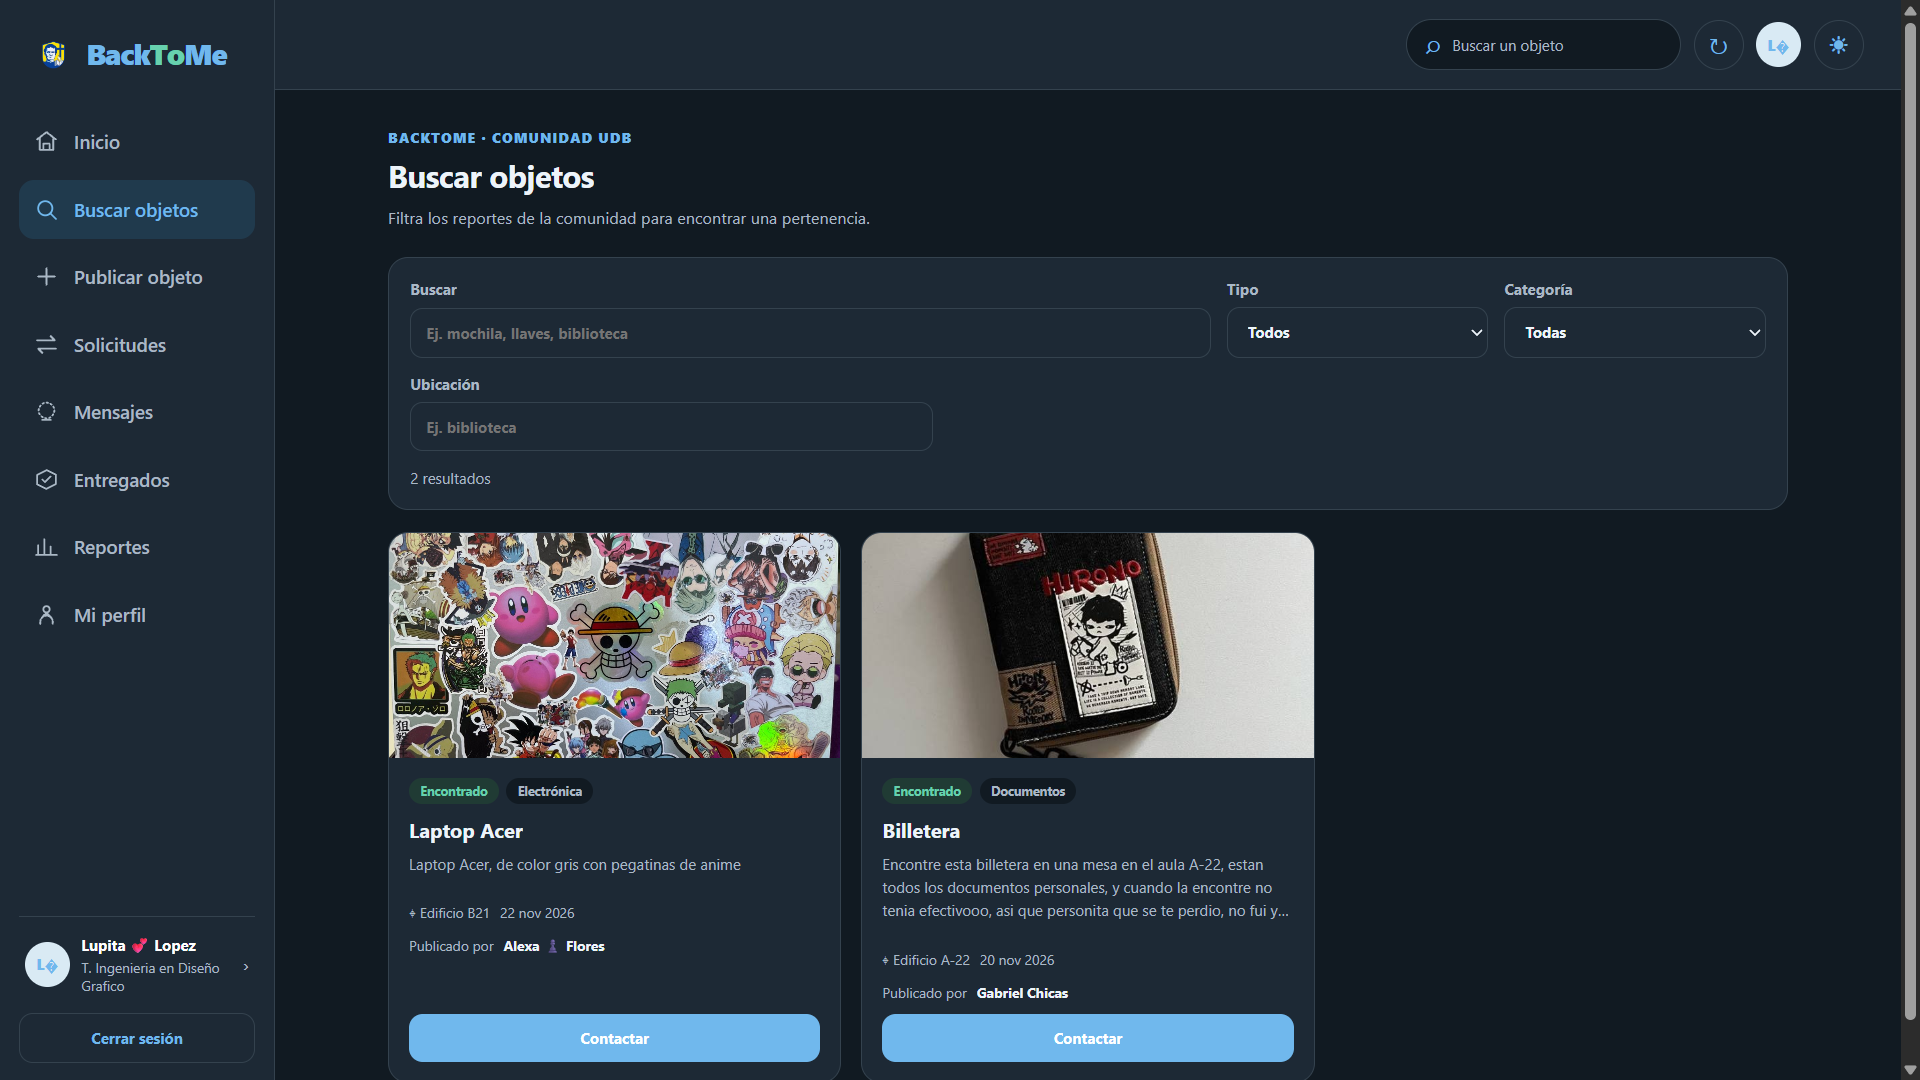 BackToMe
Buscar un objeto
L�
Inicio
Buscar objetos
Publicar objeto
Solicitudes
Mensajes
Entregados
Reportes
Mi perfil
Lupita 💕 Lopez
L�
T. Ingenieria en Diseño
Grafico
Cerrar sesión
BACKTOME · COMUNIDAD UDB
Buscar objetos
Filtra los reportes de la comunidad para encontrar una pertenencia.
Buscar
Tipo
Categoría
Ej. mochila, llaves, biblioteca
Todos
Todas
Ubicación
Ej. biblioteca
2 resultados
Encontrado
Electrónica
Laptop Acer
Laptop Acer, de color gris con pegatinas de anime
⌖ Edificio B21 22 nov 2026
Publicado por Alexa ♟️ Flores
Contactar
HIRONO
Encontrado
Documentos
Billetera
Encontre esta billetera en una mesa en el aula A-22, estan
todos los documentos personales, y cuando la encontre no
tenia efectivooo, asi que personita que se te perdio, no fui y...
⌖ Edificio A-22 20 nov 2026
Publicado por Gabriel Chicas
Contactar